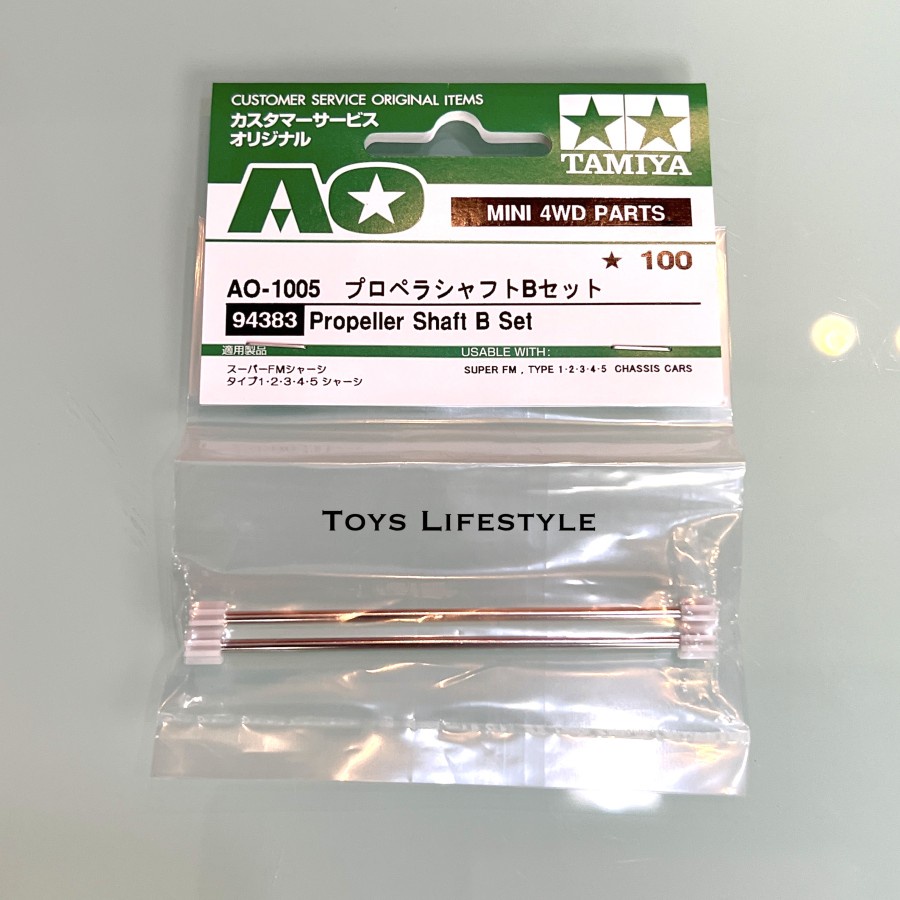 CUSTOMER SERVICE ORIGINAL ITEMS
カスタマーサービス
オリジナル
TAMIYA
AO
MINI 4WD PARTS
★ 100
AO-1005 プロペラシャフトBセット
94383 Propeller Shaft B Set
適用製品
USABLE WITH:
スーパーFMシャーシ
タイプ1・2・3・4・5 シャーシ
SUPER FM , TYPE 1・2・3・4・5 CHASSIS CARS
TOYS LIFESTYLE